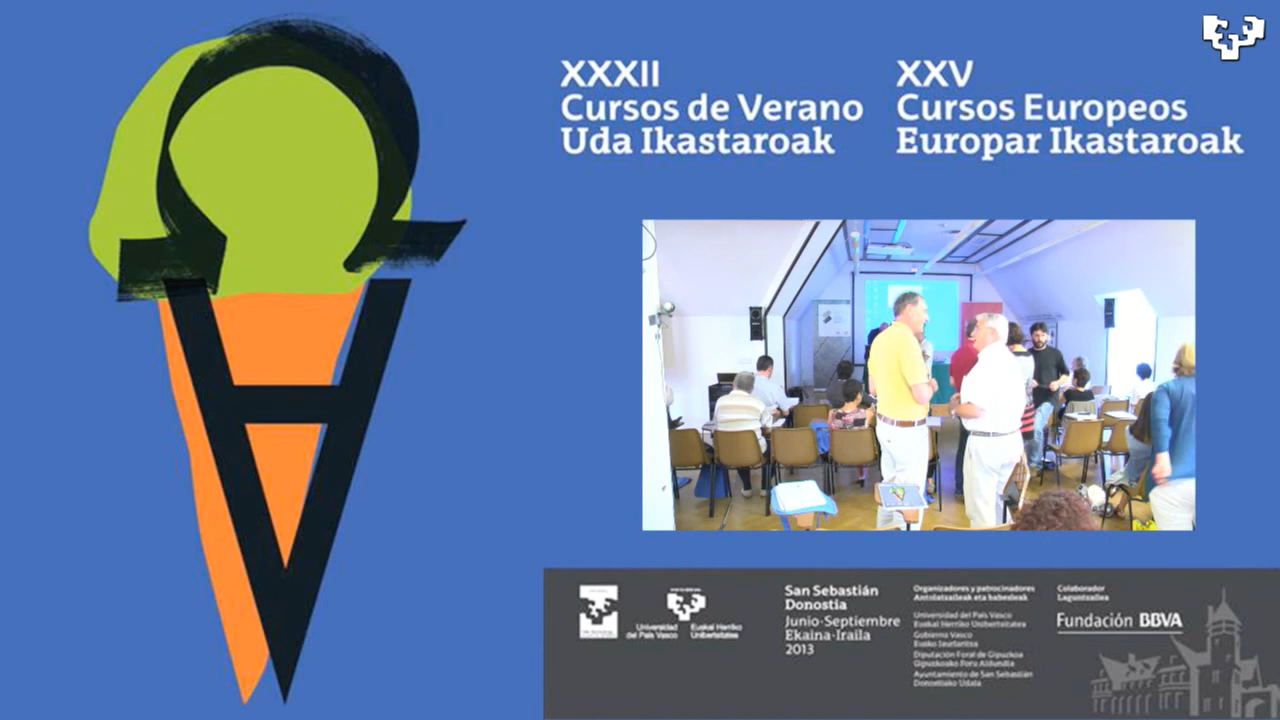 XXXII
Cursos de Verano
Uda Ikastaroak
XXV
Cursos Europeos
Europar Ikastaroak
Universidad
del País Vasco
Euskal Herriko
Unibertsitatea
San Sebastián
Donostia
Junio·Septiembre
Ekaina·Iraila
2013
Organizadores y patrocinadores
Antolatzaileak eta babesleak
Universidad del País Vasco
Euskal Herriko Unibertsitatea
Gobierno Vasco
Eusko Jaurlaritza
Diputación Foral de Gipuzkoa
Gipuzkoako Foru Aldundia
Ayuntamiento de San Sebastián
Donostiako Udala
Colaborador
Laguntzailea
Fundación BBVA